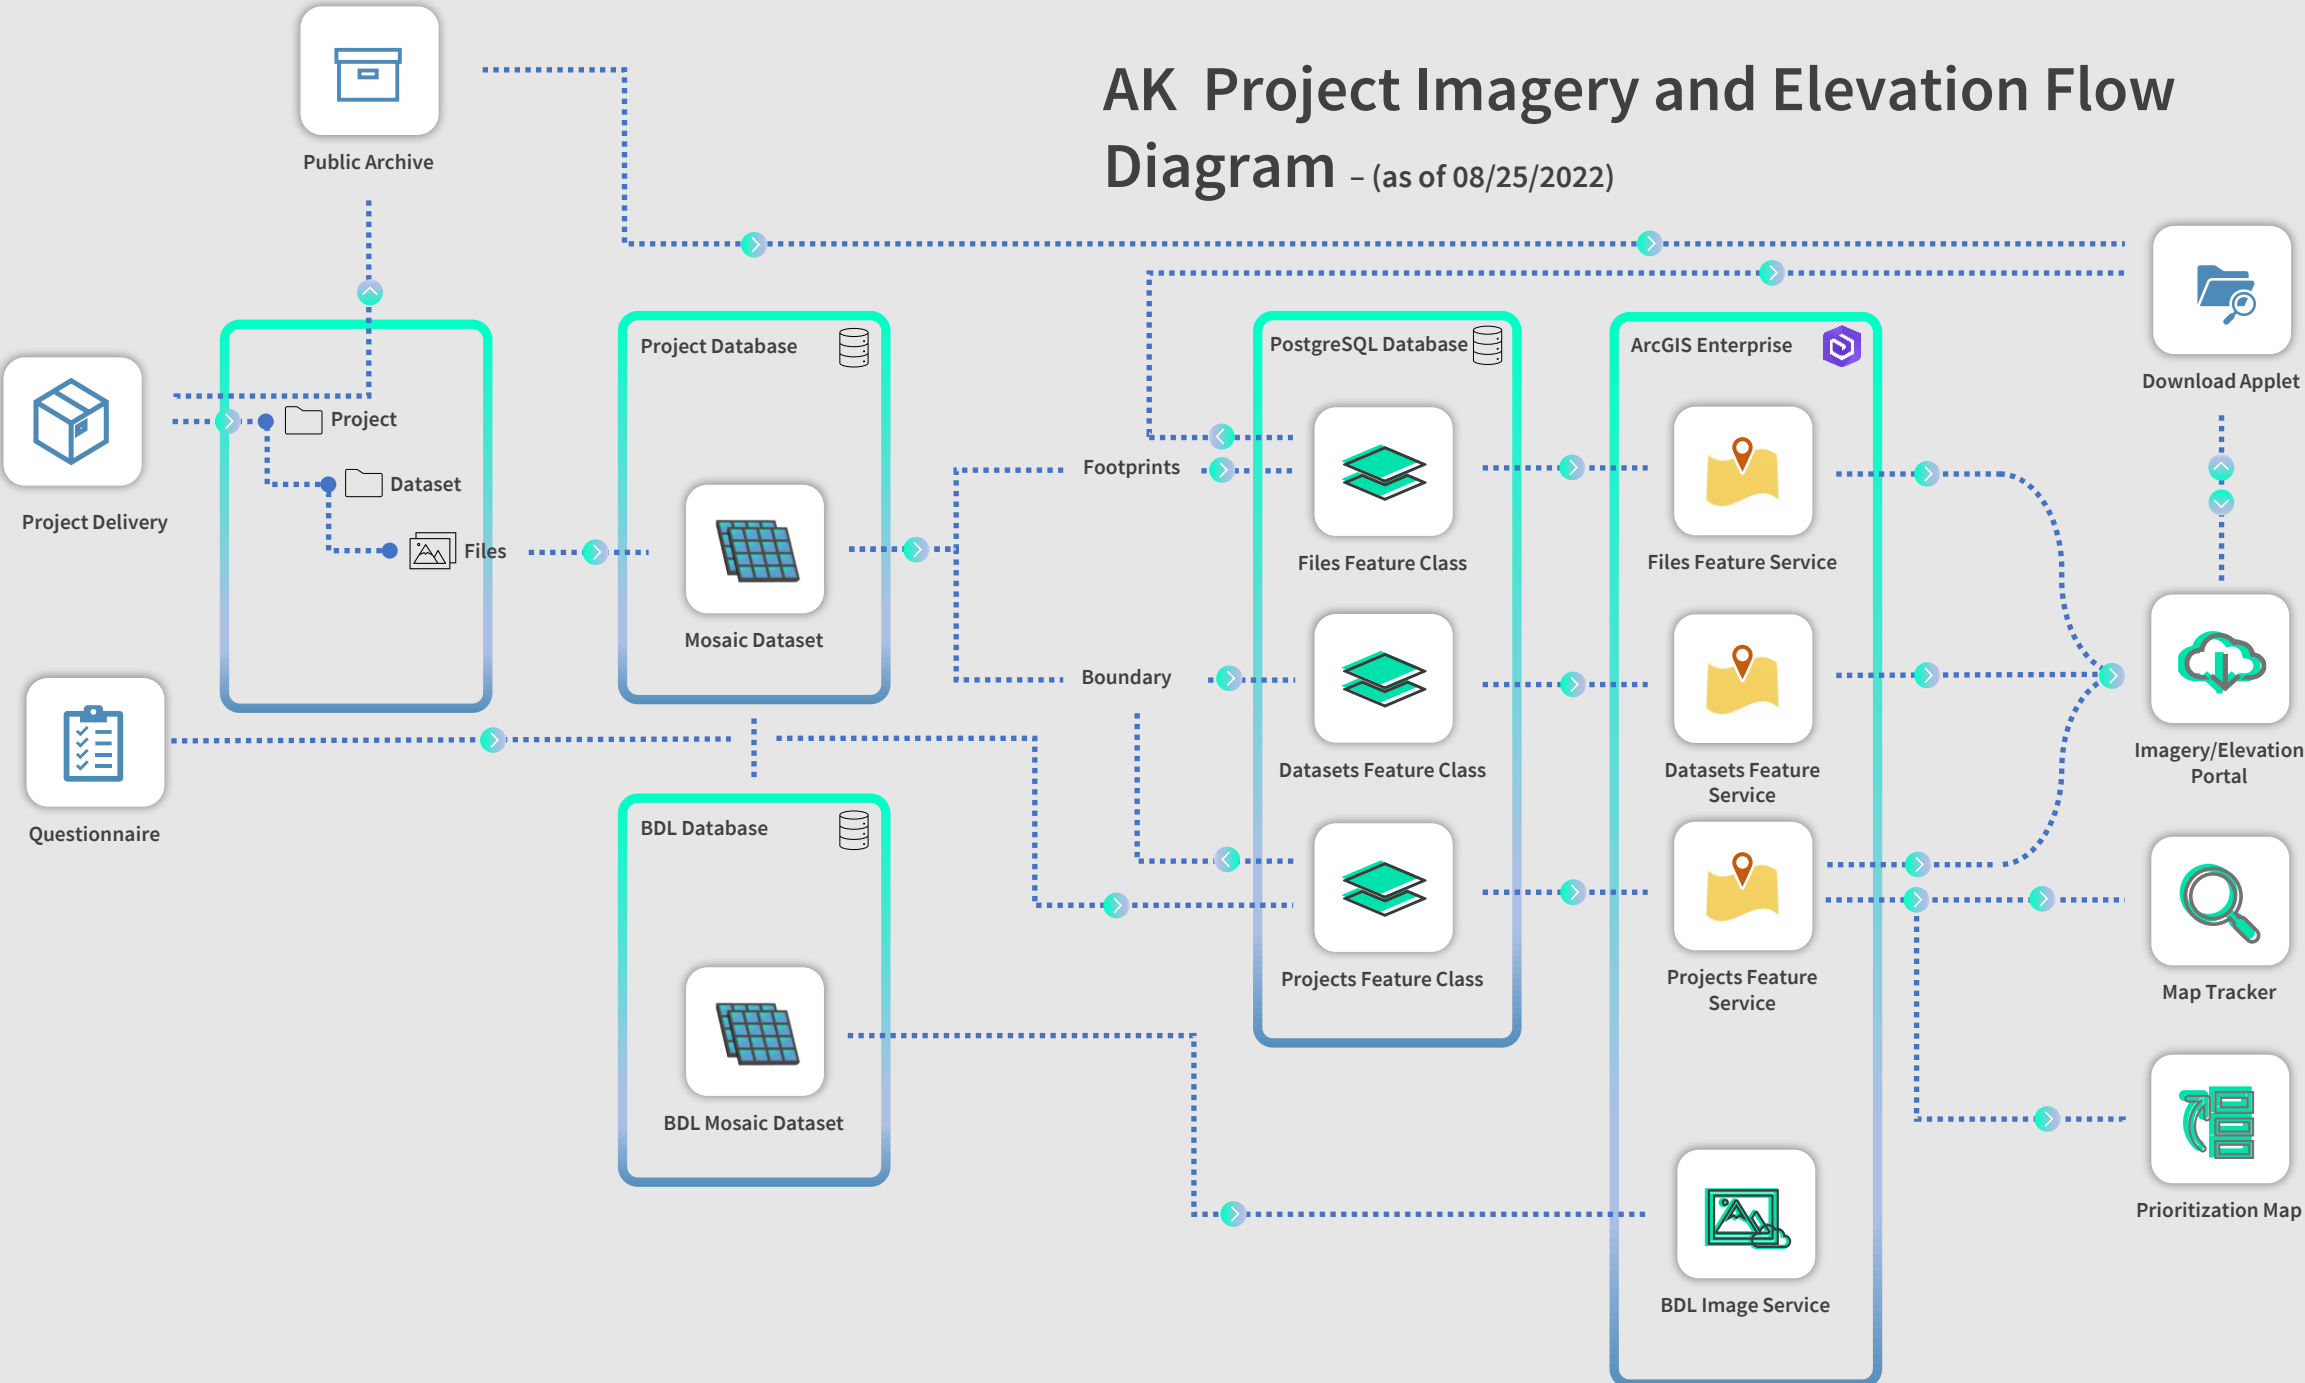 AK Project Imagery and Elevation Flow
Diagram – (as of 08/25/2022)
Public Archive
Project Delivery
Project
Dataset
Files
Questionnaire
Project Database
Mosaic Dataset
BDL Database
BDL Mosaic Dataset
Footprints
Boundary
PostgreSQL Database
Files Feature Class
Datasets Feature Class
Projects Feature Class
ArcGIS Enterprise
Files Feature Service
Datasets Feature
Service
Projects Feature
Service
BDL Image Service
Download Applet
Imagery/Elevation
Portal
Map Tracker
Prioritization Map